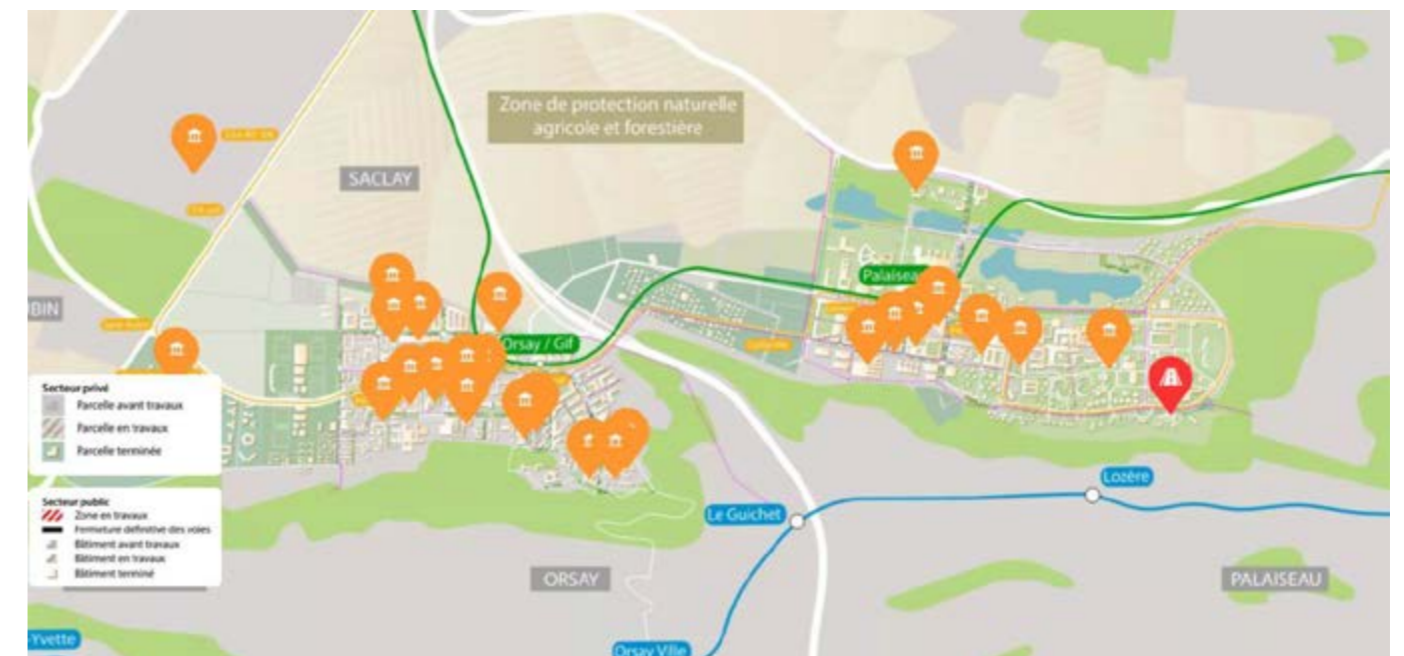 Zone de protection naturelle
agricole et forestière
SACLAY
Palaiseau
BIN
Orsay / Gif
Secteur privé
Parcelle avant travaux
Parcelle en travaux
Parcelle terminée
Secteur public
Zone en travaux
Fermeture définitive des voies
Bâtiment avant travaux
Bâtiment en travaux
Bâtiment terminé
Lozère
Le Guichet
ORSAY
PALAISEAU
-Yvette
Orsay Ville